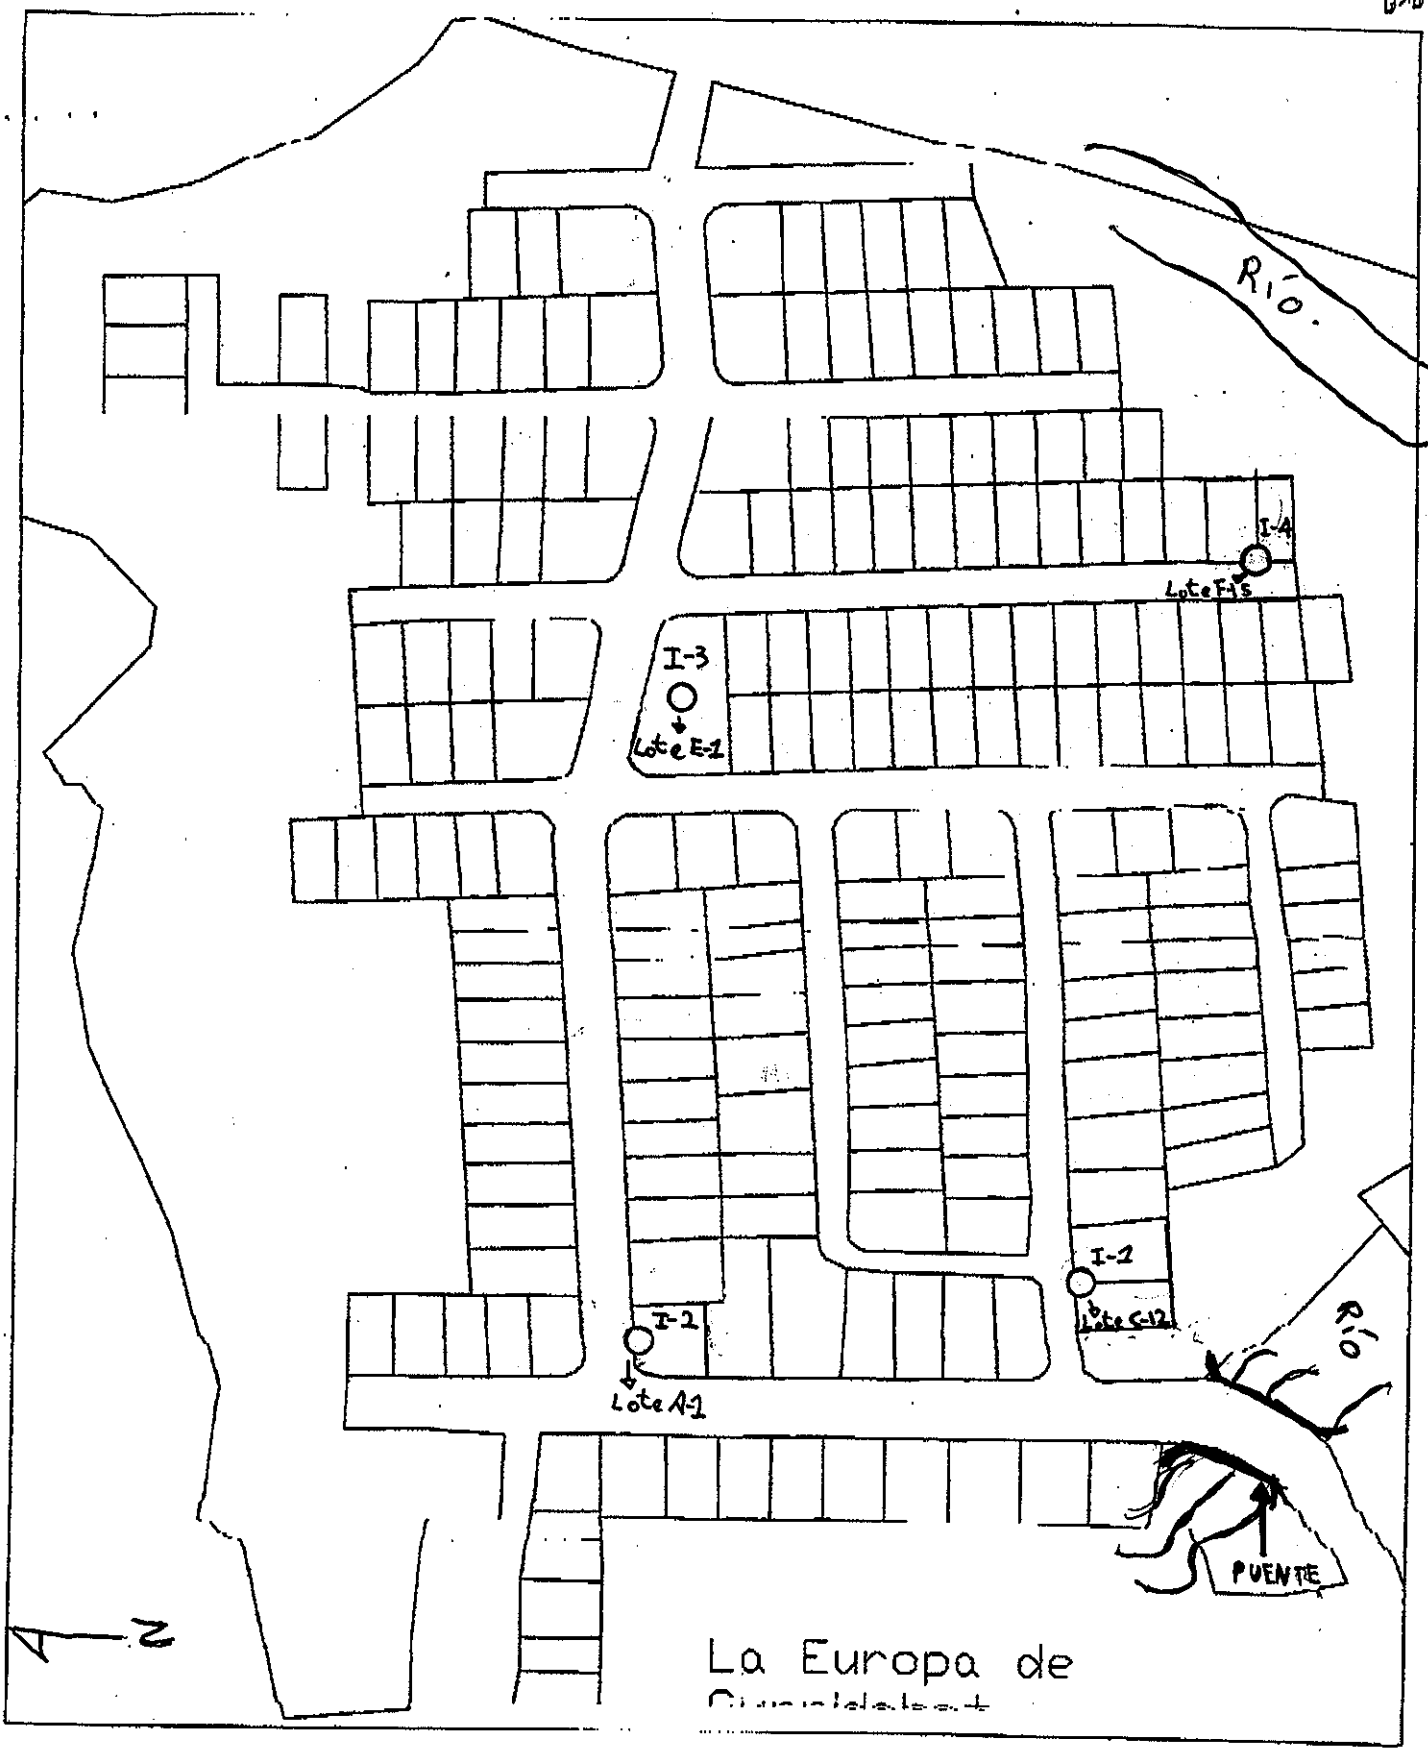 Río.
I-4
Lote F-15
I-3
Lote E-1
I-1
Lote C-12
I-2
Lote A-1
Río
PUENTE
N
La Europa de